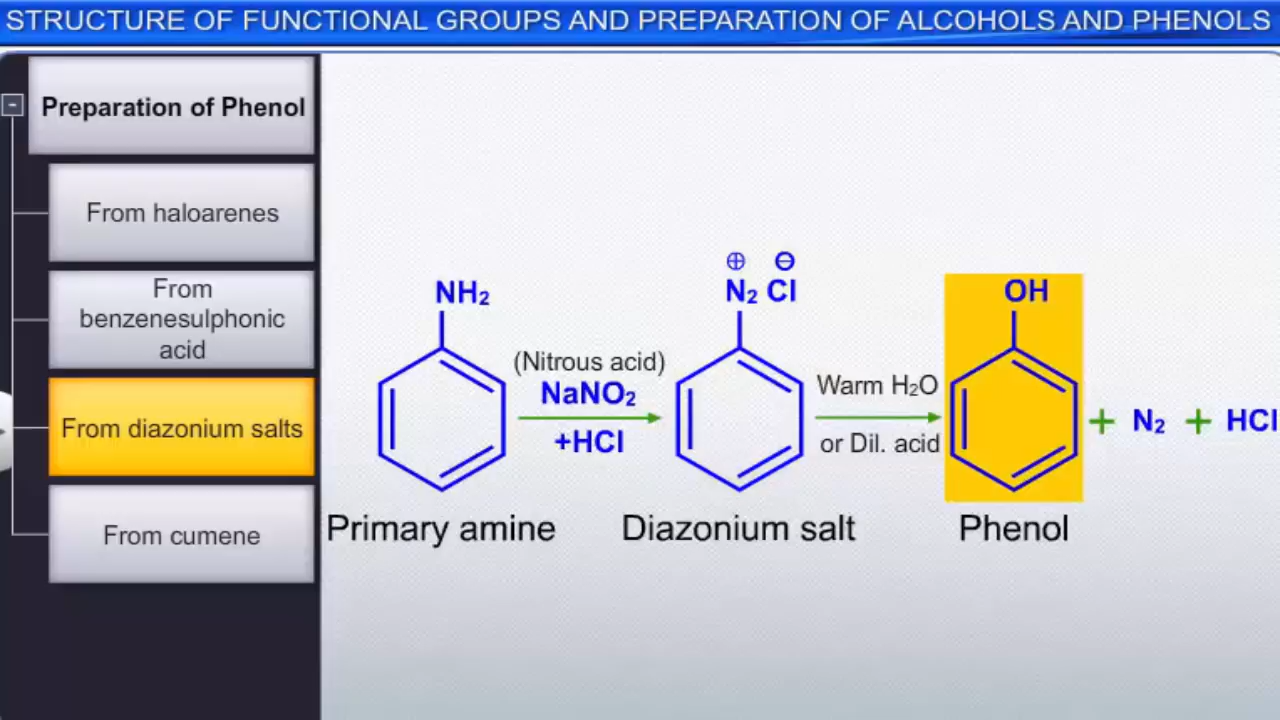 STRUCTURE OF FUNCTIONAL GROUPS AND PREPARATION OF ALCOHOLS AND PHENOLS
Preparation of Phenol
From haloarenes
From
benzenesulphonic
acid
From diazonium salts
From cumene
NH₂
(Nitrous acid)
NaNO₂
+HCl
⊕ ⊖
N₂ Cl
Warm H₂O
or Dil. acid
OH
+ N₂ + HCl
Primary amine
Diazonium salt
Phenol